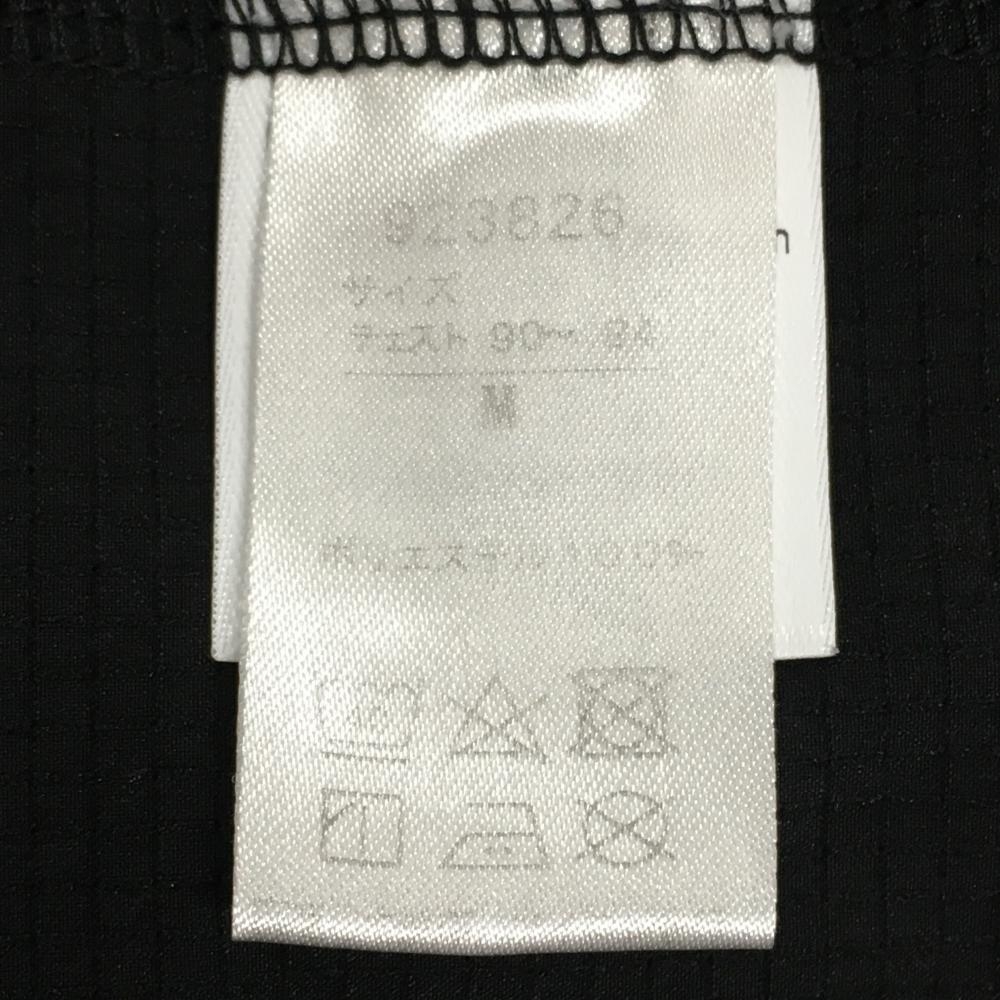 923826
サイズ
チェスト 90〜 94
M
ポリエステル 100%
n